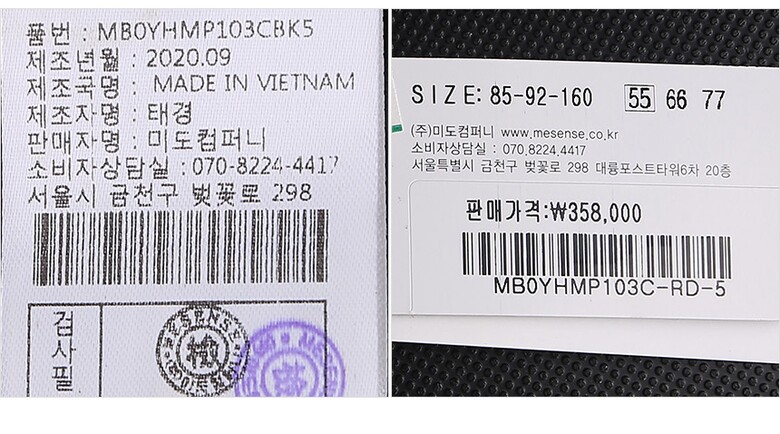 품번 : MB0YHMP103CBK5
제조년월 : 2020.09
제조국명 : MADE IN VIETNAM
제조자명 : 태경
판매자명 : 미도컴퍼니
소비자상담실 : 070-8224-4417
서울시 금천구 벚꽃로 298
검사필
MESENSE
SIZE: 85-92-160 55 66 77
(주)미도컴퍼니 www.mesense.co.kr
소비자상담실 : 070.8224.4417
서울특별시 금천구 벚꽃로 298 대륭포스트타워6차 20층
판매가격:₩358,000
MB0YHMP103C-RD-5